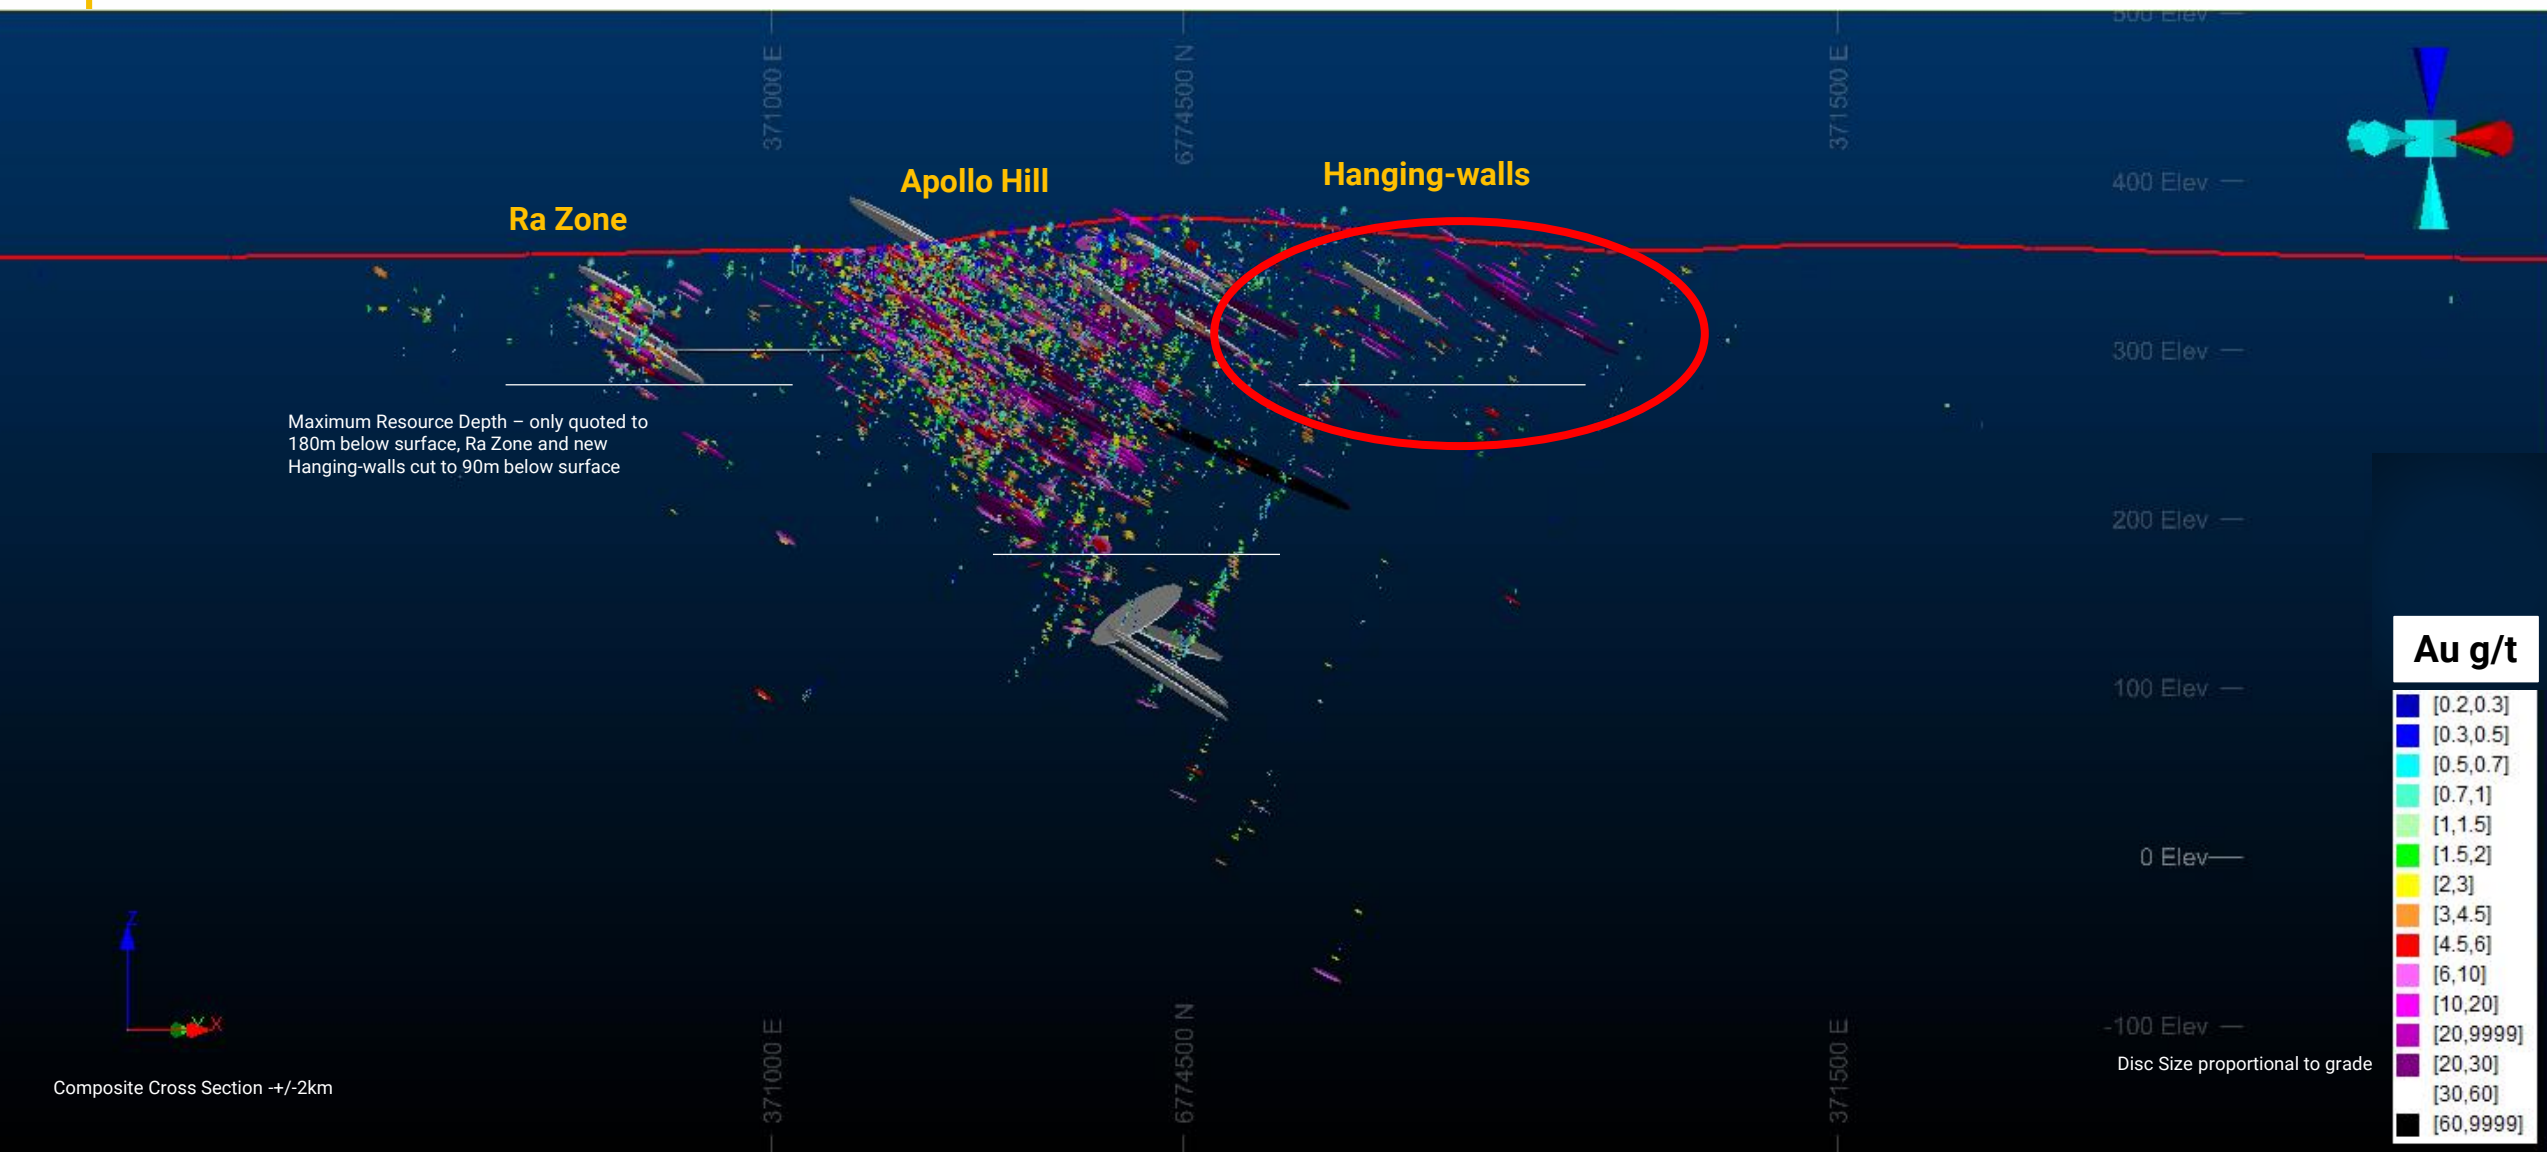 500 Elev
371000 E
6774500 N
371500 E
400 Elev
Hanging-walls
Apollo Hill
Ra Zone
300 Elev
Maximum Resource Depth – only quoted to
180m below surface, Ra Zone and new
Hanging-walls cut to 90m below surface
200 Elev
100 Elev
0 Elev
-100 Elev
Au g/t
[0.2,0.3]
[0.3,0.5]
[0.5,0.7]
[0.7,1]
[1,1.5]
[1.5,2]
[2,3]
[3,4.5]
[4.5,6]
[6,10]
[10,20]
[20,9999]
[20,30]
[30,60]
[60,9999]
Z
Y X
371000 E
6774500 N
371500 E
Disc Size proportional to grade
Composite Cross Section -+/-2km